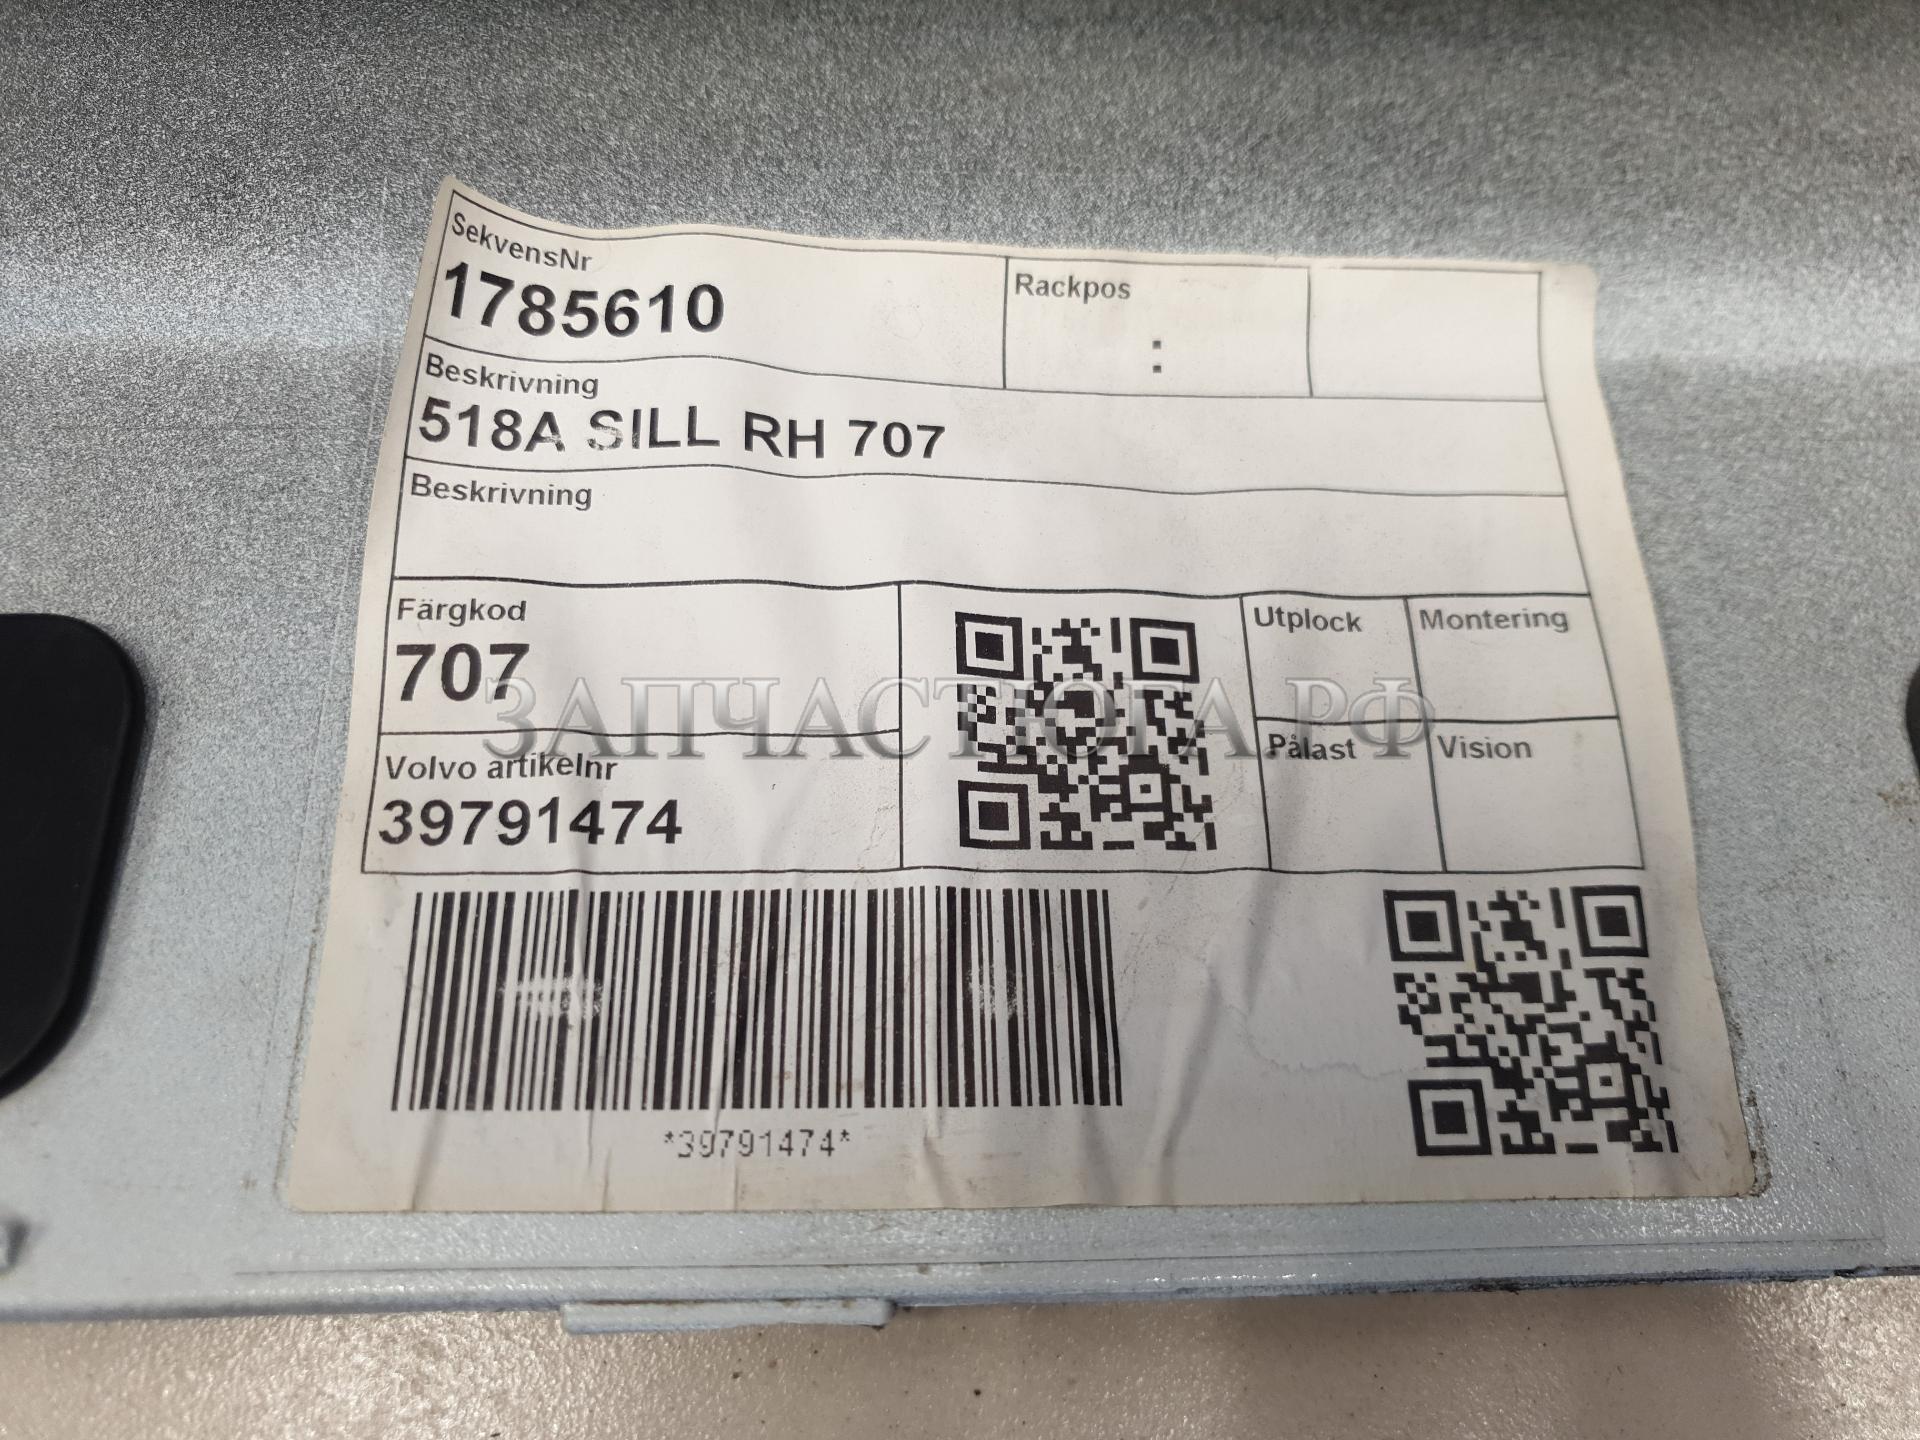 SekvensNr
1785610
Rackpos
:
Beskrivning
518A SILL RH 707
Beskrivning
Färgkod
707
Utplock
Montering
ЗАПЧАСТЮГА.РФ
Volvo artikelnr
39791474
Pålast
Vision
*39791474*